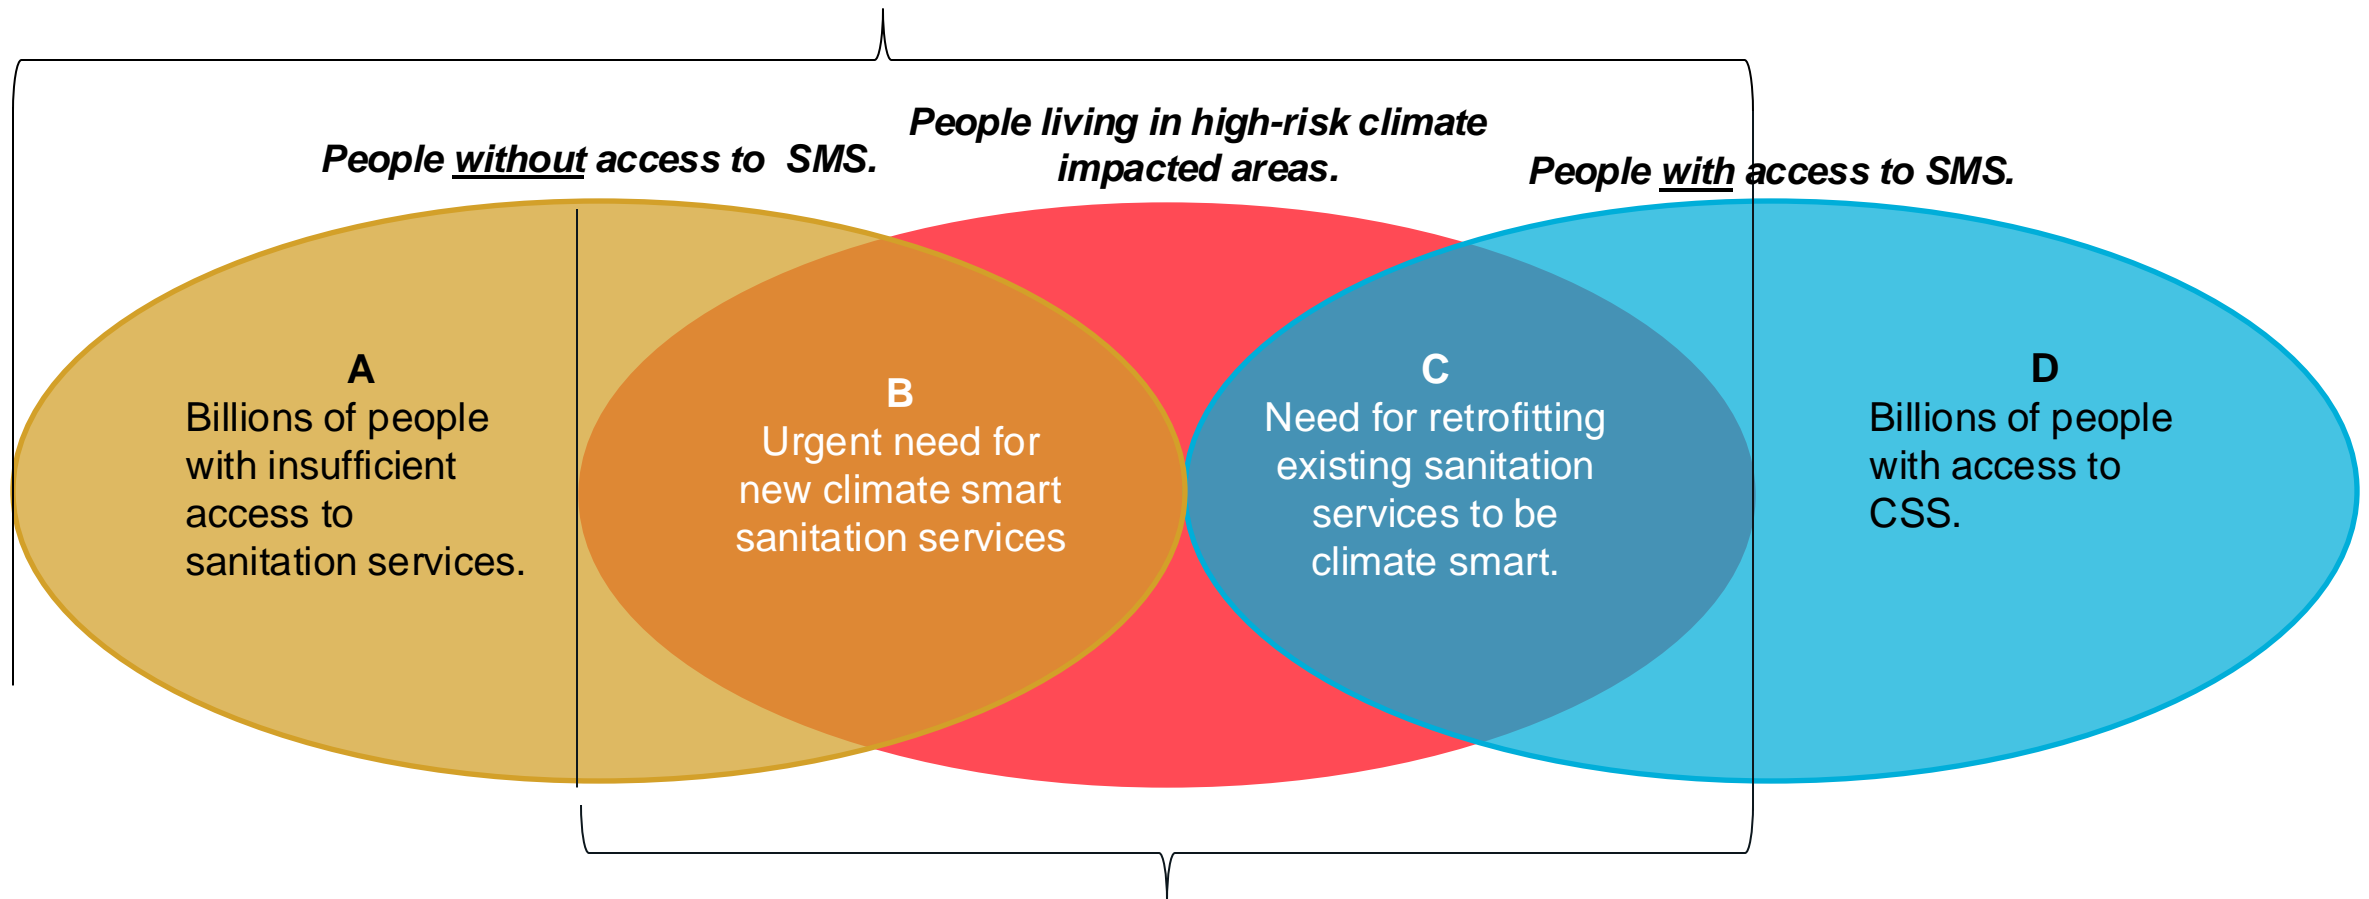 People without access to  SMS.
People living in high-risk climate
impacted areas.
People with access to SMS.
A
Billions of people
with insufficient
access to
sanitation services.
B
Urgent need for
new climate smart
sanitation services
C
Need for retrofitting
existing sanitation
services to be
climate smart.
D
Billions of people
with access to
CSS.